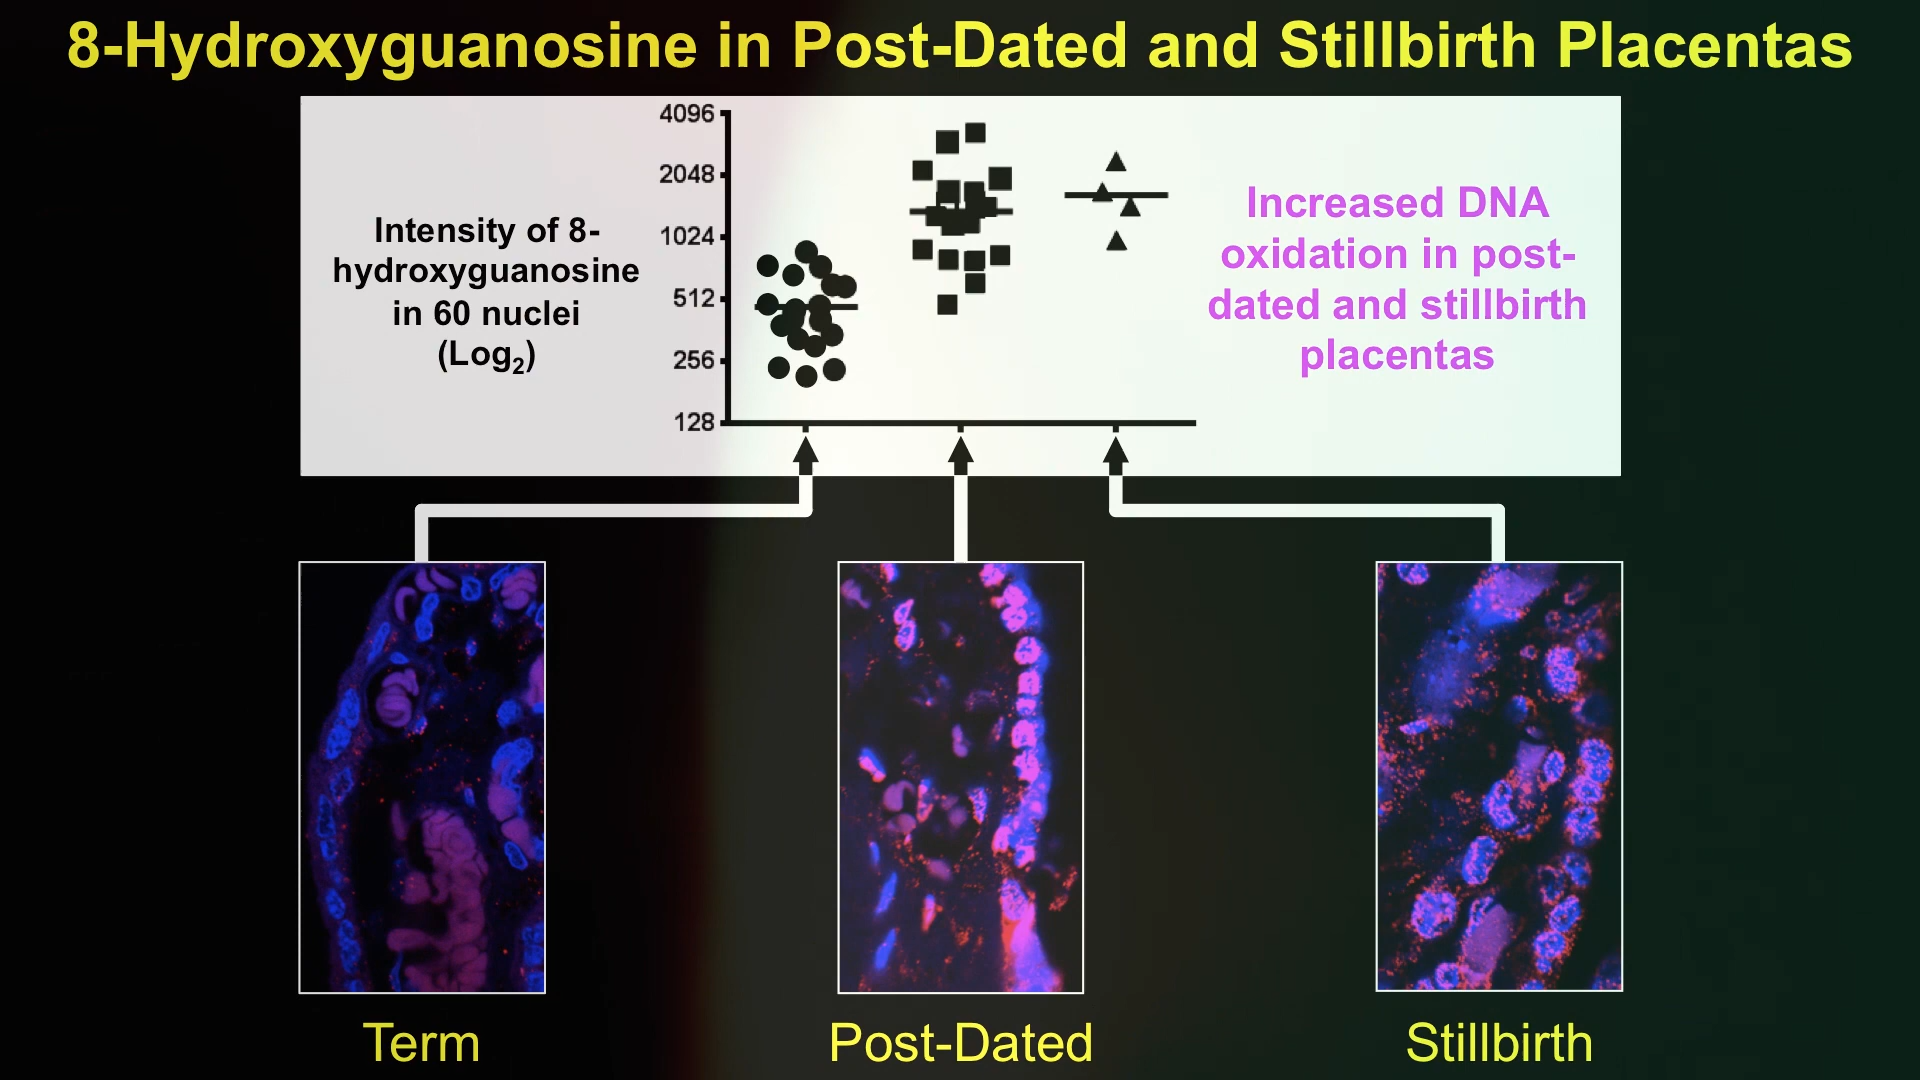 8-Hydroxyguanosine in Post-Dated and Stillbirth Placentas
Intensity of 8-
hydroxyguanosine
in 60 nuclei
(Log₂)
4096
2048
1024
512
256
128
Increased DNA
oxidation in post-
dated and stillbirth
placentas
Term
Post-Dated
Stillbirth